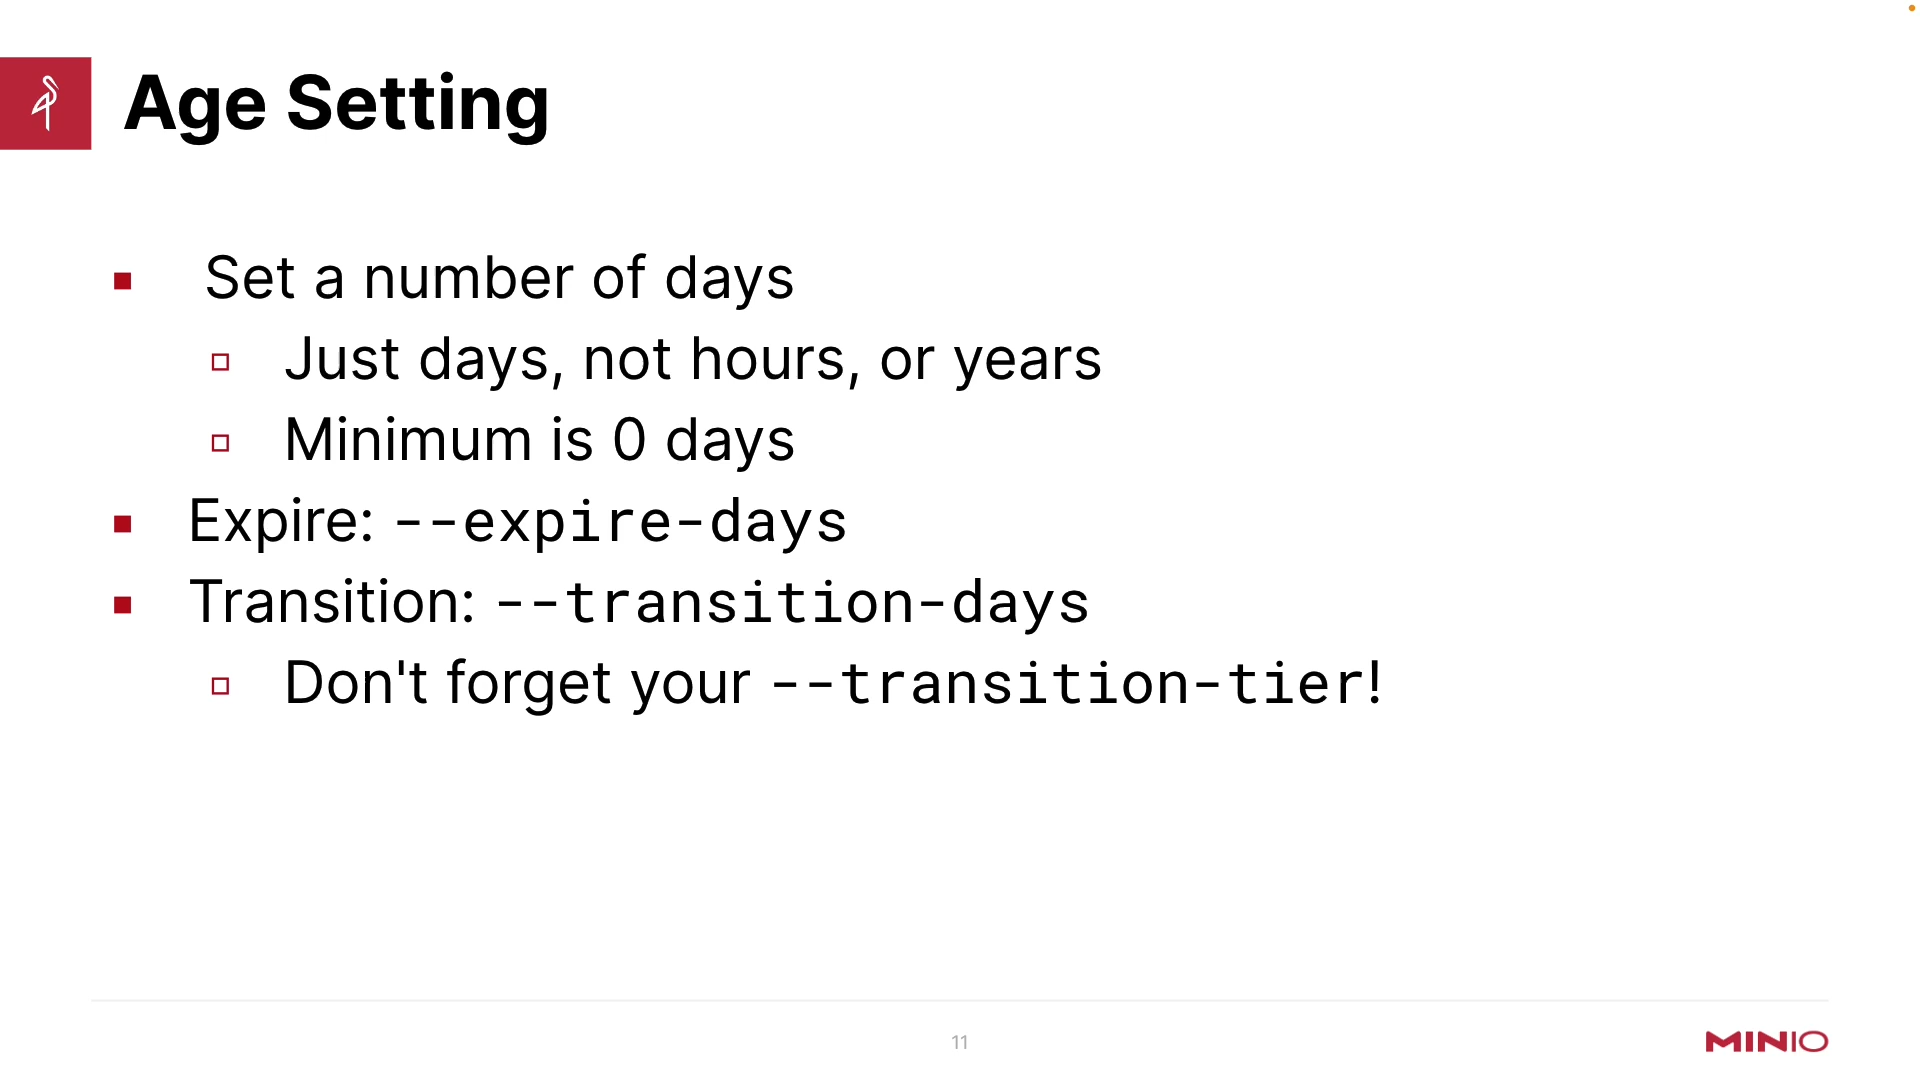 Age Setting
Set a number of days
Just days, not hours, or years
Minimum is 0 days
Expire: --expire-days
Transition: --transition-days
Don't forget your --transition-tier!
11
MINIO